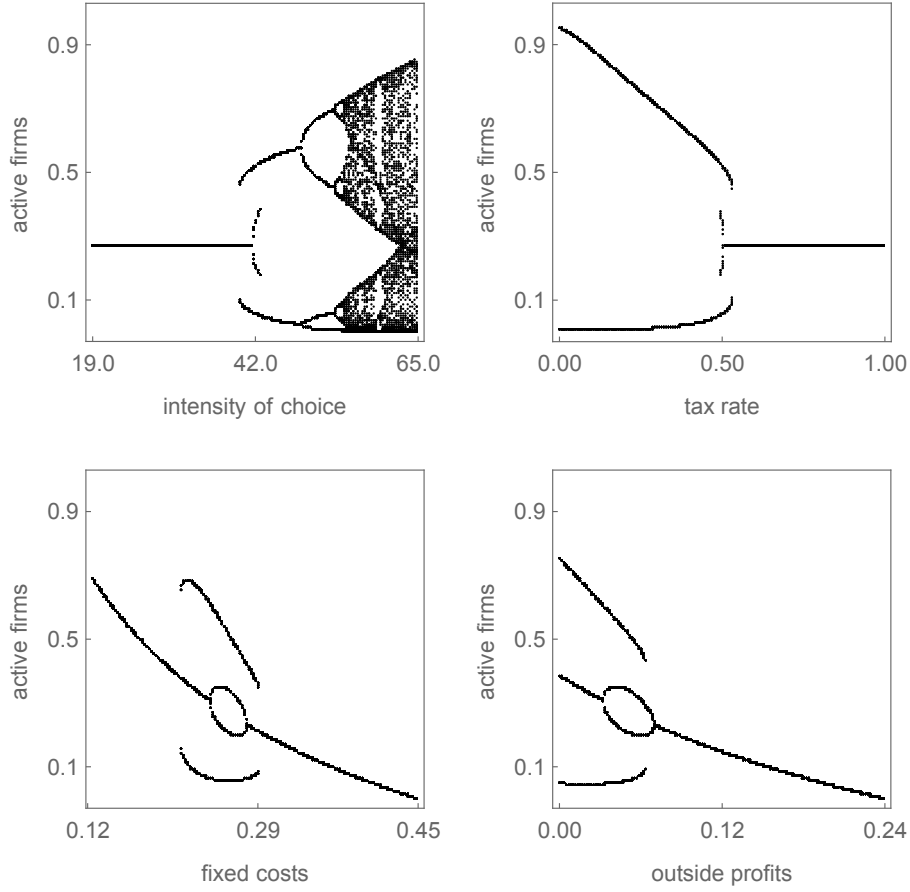 0.9
0.5
0.1
active firms
19.0 42.0 65.0
intensity of choice
0.9
0.5
0.1
active firms
0.00 0.50 1.00
tax rate
0.9
0.5
0.1
active firms
0.12 0.29 0.45
fixed costs
0.9
0.5
0.1
active firms
0.00 0.12 0.24
outside profits